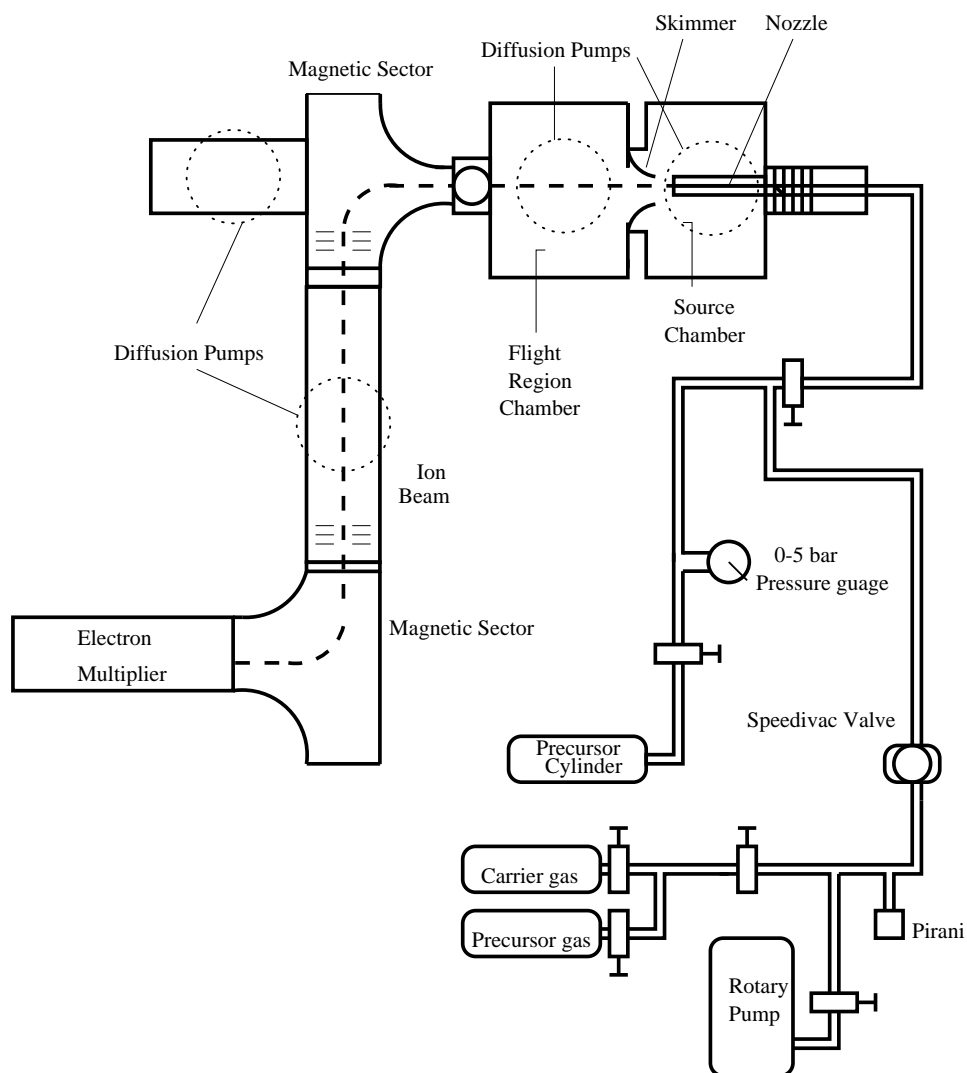 Skimmer
Nozzle
Diffusion Pumps
Magnetic Sector
Source
Chamber
Diffusion Pumps
Flight
Region
Chamber
Ion
Beam
0-5 bar
Pressure guage
Electron
Multiplier
Magnetic Sector
Speedivac Valve
Precursor
Cylinder
Carrier gas
Precursor gas
Pirani
Rotary
Pump